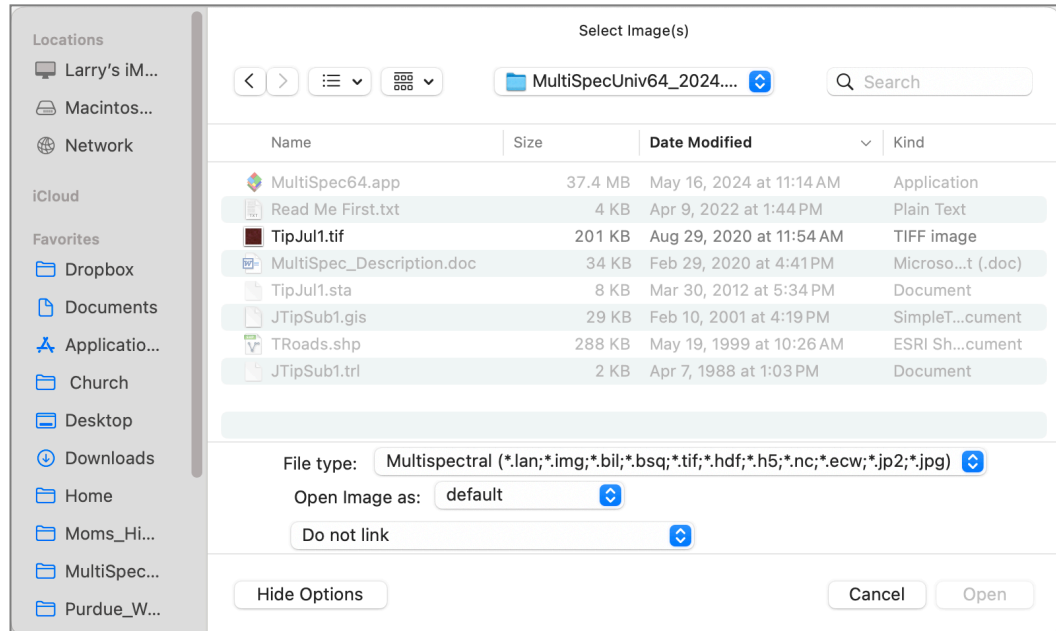 Select Image(s)
Locations
Larry's iM...
Macintos...
Network
iCloud
Favorites
Dropbox
Documents
Applicatio...
Church
Desktop
Downloads
Home
Moms_Hi...
MultiSpec...
Purdue_W...
MultiSpecUniv64_2024....
Search
Name Size Date Modified Kind
MultiSpec64.app 37.4 MB May 16, 2024 at 11:14 AM Application
Read Me First.txt 4 KB Apr 9, 2022 at 1:44 PM Plain Text
TipJul1.tif 201 KB Aug 29, 2020 at 11:54 AM TIFF image
MultiSpec_Description.doc 34 KB Feb 29, 2020 at 4:41 PM Microso...t (.doc)
TipJul1.sta 8 KB Mar 30, 2012 at 5:34 PM Document
JTipSub1.gis 29 KB Feb 10, 2001 at 4:19 PM SimpleT...cument
TRoads.shp 288 KB May 19, 1999 at 10:26 AM ESRI Sh...cument
JTipSub1.trl 2 KB Apr 7, 1988 at 1:03 PM Document
File type: Multispectral (*.lan;*.img;*.bil;*.bsq;*.tif;*.hdf;*.h5;*.nc;*.ecw;*.jp2;*.jpg)
Open Image as: default
Do not link
Hide Options Cancel Open